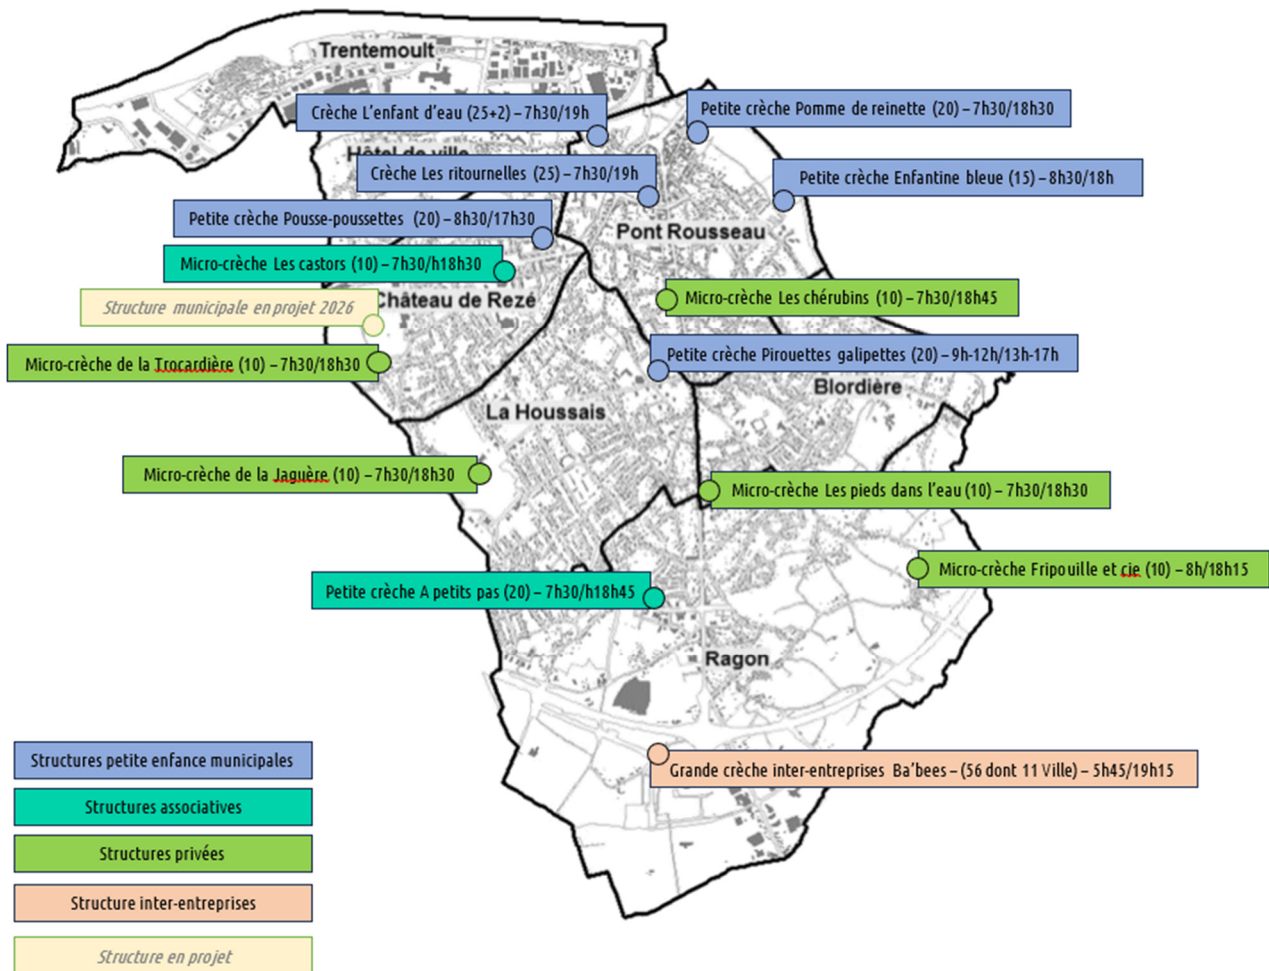 Trentemoult
Crèche L'enfant d'eau (25+2) – 7h30/19h
Petite crèche Pomme de reinette (20) – 7h30/18h30
Hôtel de ville
Crèche Les ritournelles (25) – 7h30/19h
Petite crèche Enfantine bleue (15) – 8h30/18h
Petite crèche Pousse-poussettes (20) – 8h30/17h30
Pont Rousseau
Micro-crèche Les castors (10) – 7h30/h18h30
Structure municipale en projet 2026
Château de Rezé
Micro-crèche Les chérubins (10) – 7h30/18h45
Micro-crèche de la Trocardière (10) – 7h30/18h30
Petite crèche Pirouettes galipettes (20) – 9h-12h/13h-17h
Blordière
La Houssais
Micro-crèche de la Jaguère (10) – 7h30/18h30
Micro-crèche Les pieds dans l'eau (10) – 7h30/18h30
Micro-crèche Fripouille et cie (10) – 8h/18h15
Petite crèche A petits pas (20) – 7h30/h18h45
Ragon
Grande crèche inter-entreprises Ba'bees – (56 dont 11 Ville) – 5h45/19h15
Structures petite enfance municipales
Structures associatives
Structures privées
Structure inter-entreprises
Structure en projet